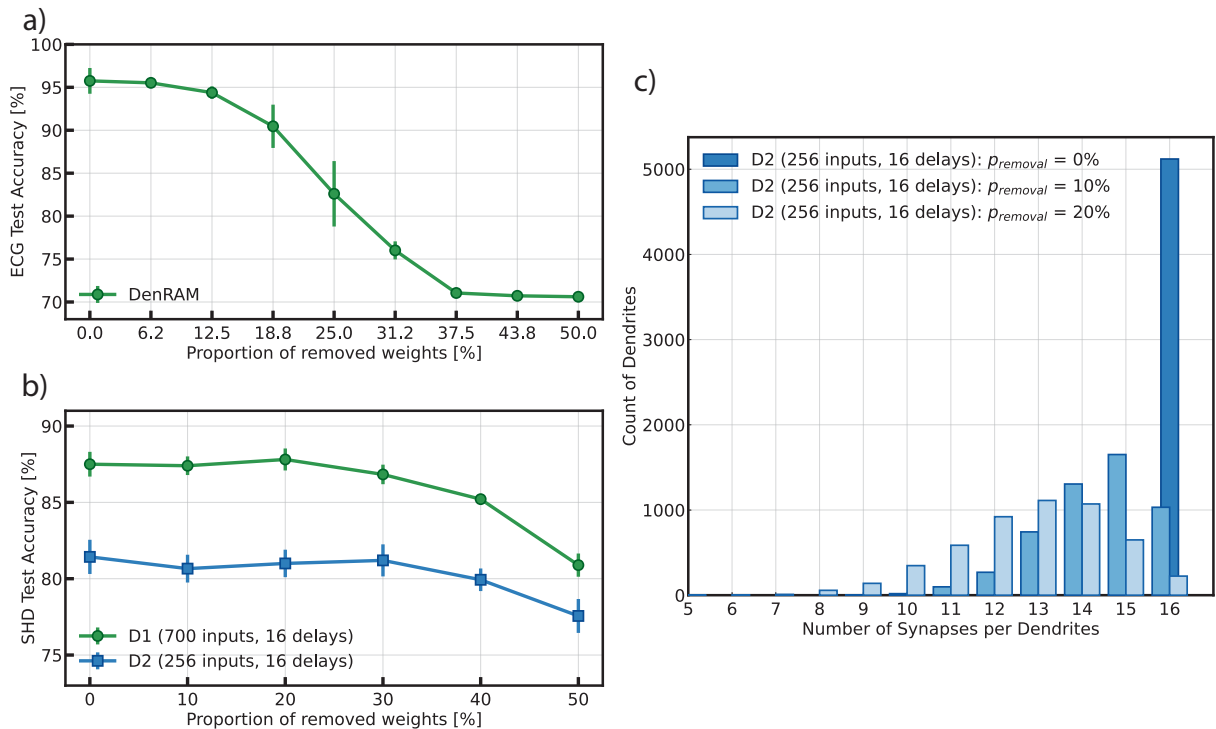 a)
100
95
90
85
80
75
70
ECG Test Accuracy [%]
DenRAM
0.0 6.2 12.5 18.8 25.0 31.2 37.5 43.8 50.0
Proportion of removed weights [%]
b)
90
85
80
75
SHD Test Accuracy [%]
D1 (700 inputs, 16 delays)
D2 (256 inputs, 16 delays)
0 10 20 30 40 50
Proportion of removed weights [%]
c)
D2 (256 inputs, 16 delays): p_removal = 0%
D2 (256 inputs, 16 delays): p_removal = 10%
D2 (256 inputs, 16 delays): p_removal = 20%
5000
4000
3000
2000
1000
0
Count of Dendrites
5 6 7 8 9 10 11 12 13 14 15 16
Number of Synapses per Dendrites